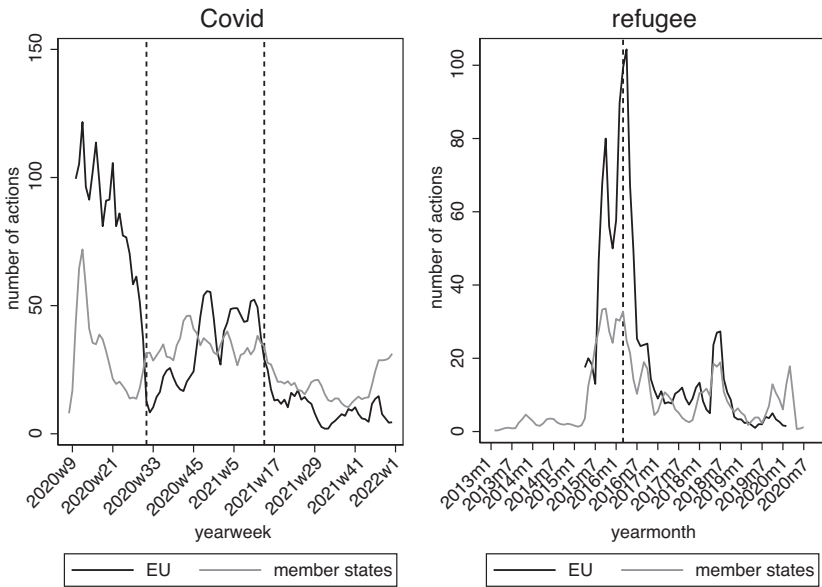 Covid
number of actions
150
100
50
0
2020w9
2020w21
2020w33
2020w45
2021w5
2021w17
2021w29
2021w41
2022w1
yearweek
EU member states
refugee
number of actions
100
80
60
40
20
0
2013m1
2013m7
2014m1
2014m7
2015m1
2015m7
2016m1
2016m7
2017m1
2017m7
2018m1
2018m7
2019m1
2019m7
2020m1
2020m7
yearmonth
EU member states